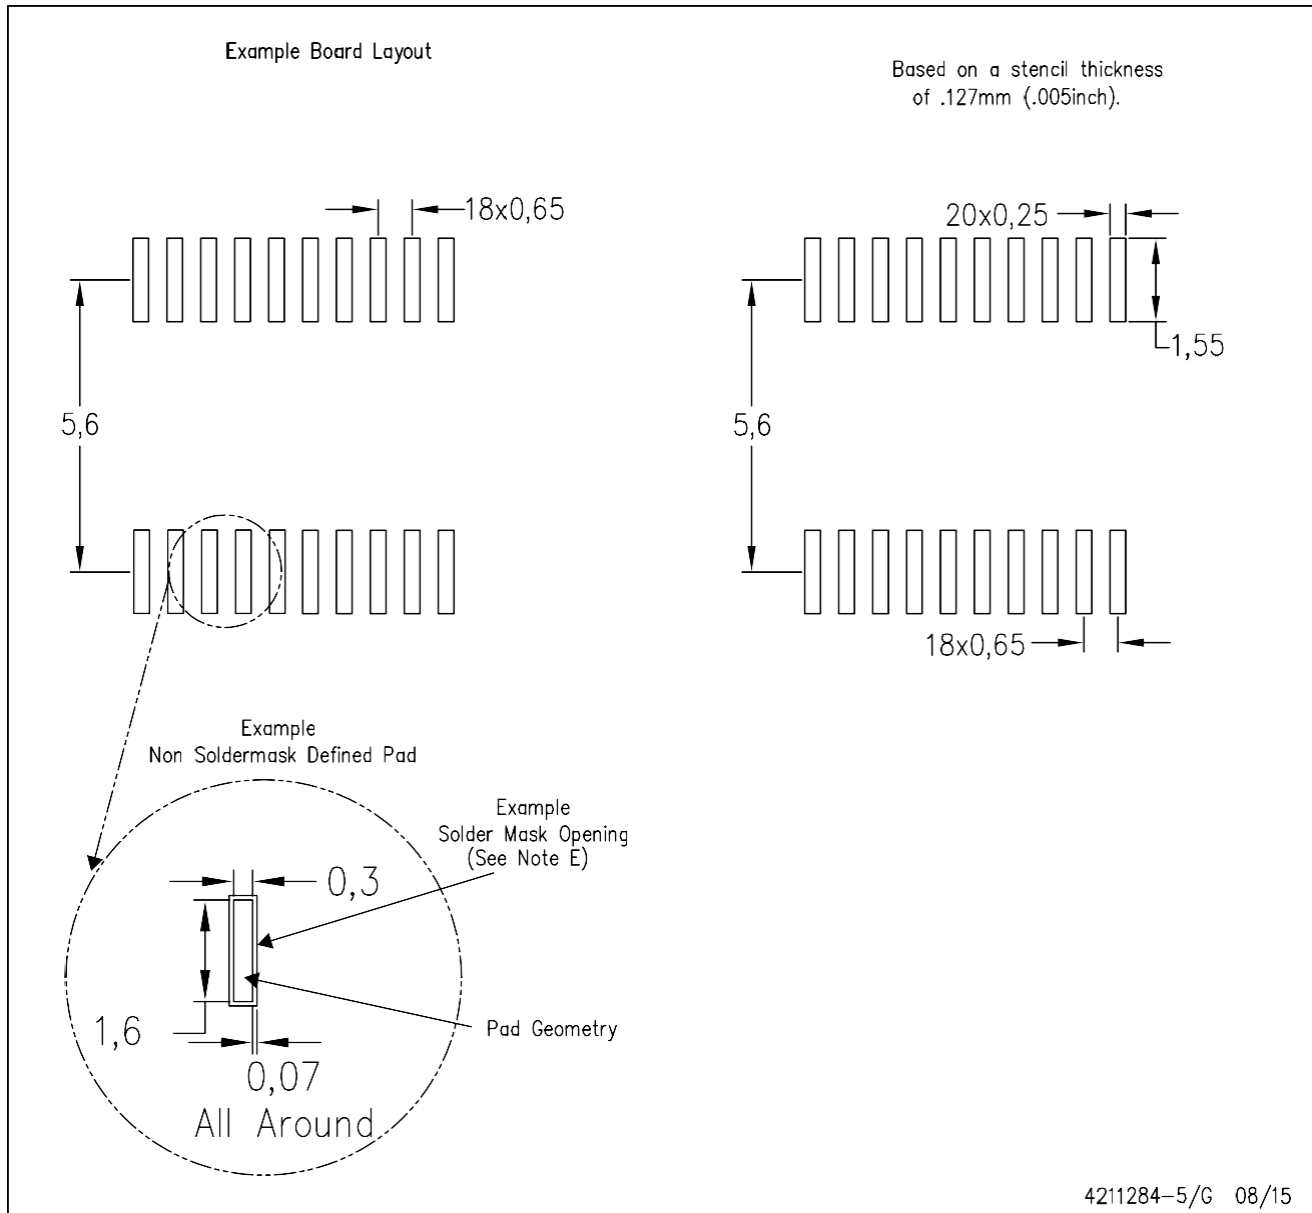 Example Board Layout
Based on a stencil thickness
of .127mm (.005inch).
18x0,65
5,6
20x0,25
1,55
5,6
18x0,65
Example
Non Soldermask Defined Pad
Example
Solder Mask Opening
(See Note E)
0,3
1,6
0,07
All Around
Pad Geometry
4211284-5/G 08/15